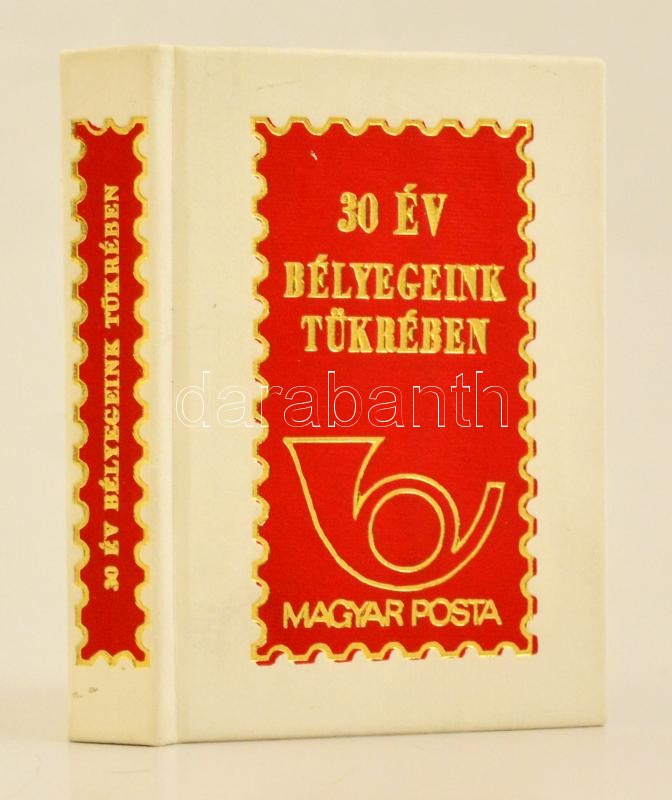 30 ÉV BÉLYEGEINK TÜKRÉBEN
30 ÉV
BÉLYEGEINK
TÜKRÉBEN
darabanth
MAGYAR POSTA